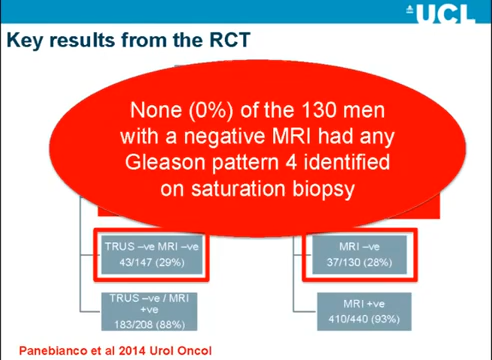 UCL
Key results from the RCT
None (0%) of the 130 men
with a negative MRI had any
Gleason pattern 4 identified
on saturation biopsy
TRUS –ve MRI –ve
43/147 (29%)
MRI –ve
37/130 (28%)
TRUS –ve / MRI
+ve
183/208 (88%)
MRI +ve
410/440 (93%)
Panebianco et al 2014 Urol Oncol